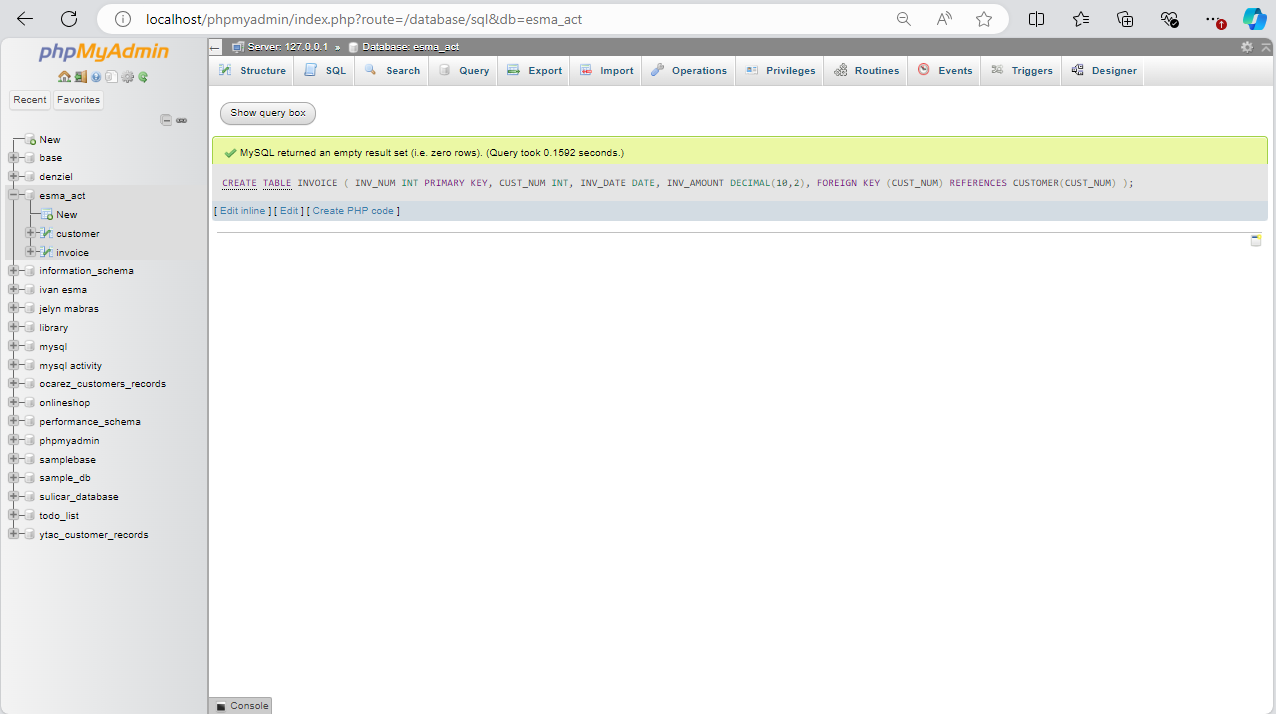 localhost/phpmyadmin/index.php?route=/database/sql&db=esma_act
phpMyAdmin
Recent Favorites
New
base
denziel
esma_act
New
customer
invoice
information_schema
ivan esma
jelyn mabras
library
mysql
mysql activity
ocarez_customers_records
onlineshop
performance_schema
phpmyadmin
samplebase
sample_db
sulicar_database
todo_list
ytac_customer_records
Server: 127.0.0.1 » Database: esma_act
Structure SQL Search Query Export Import Operations Privileges Routines Events Triggers Designer
Show query box
MySQL returned an empty result set (i.e. zero rows). (Query took 0.1592 seconds.)
CREATE TABLE INVOICE ( INV_NUM INT PRIMARY KEY, CUST_NUM INT, INV_DATE DATE, INV_AMOUNT DECIMAL(10,2), FOREIGN KEY (CUST_NUM) REFERENCES CUSTOMER(CUST_NUM) );
[ Edit inline ] [ Edit ] [ Create PHP code ]
Console